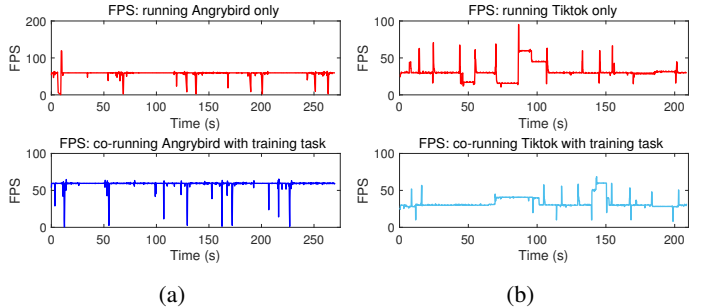 FPS: running Angrybird only
200
100
0
FPS
0 50 100 150 200 250
Time (s)
FPS: running Tiktok only
100
50
0
FPS
0 50 100 150 200
Time (s)
FPS: co-running Angrybird with training task
100
50
0
FPS
0 50 100 150 200 250
Time (s)
FPS: co-running Tiktok with training task
100
50
0
FPS
0 50 100 150 200
Time (s)
(a)
(b)